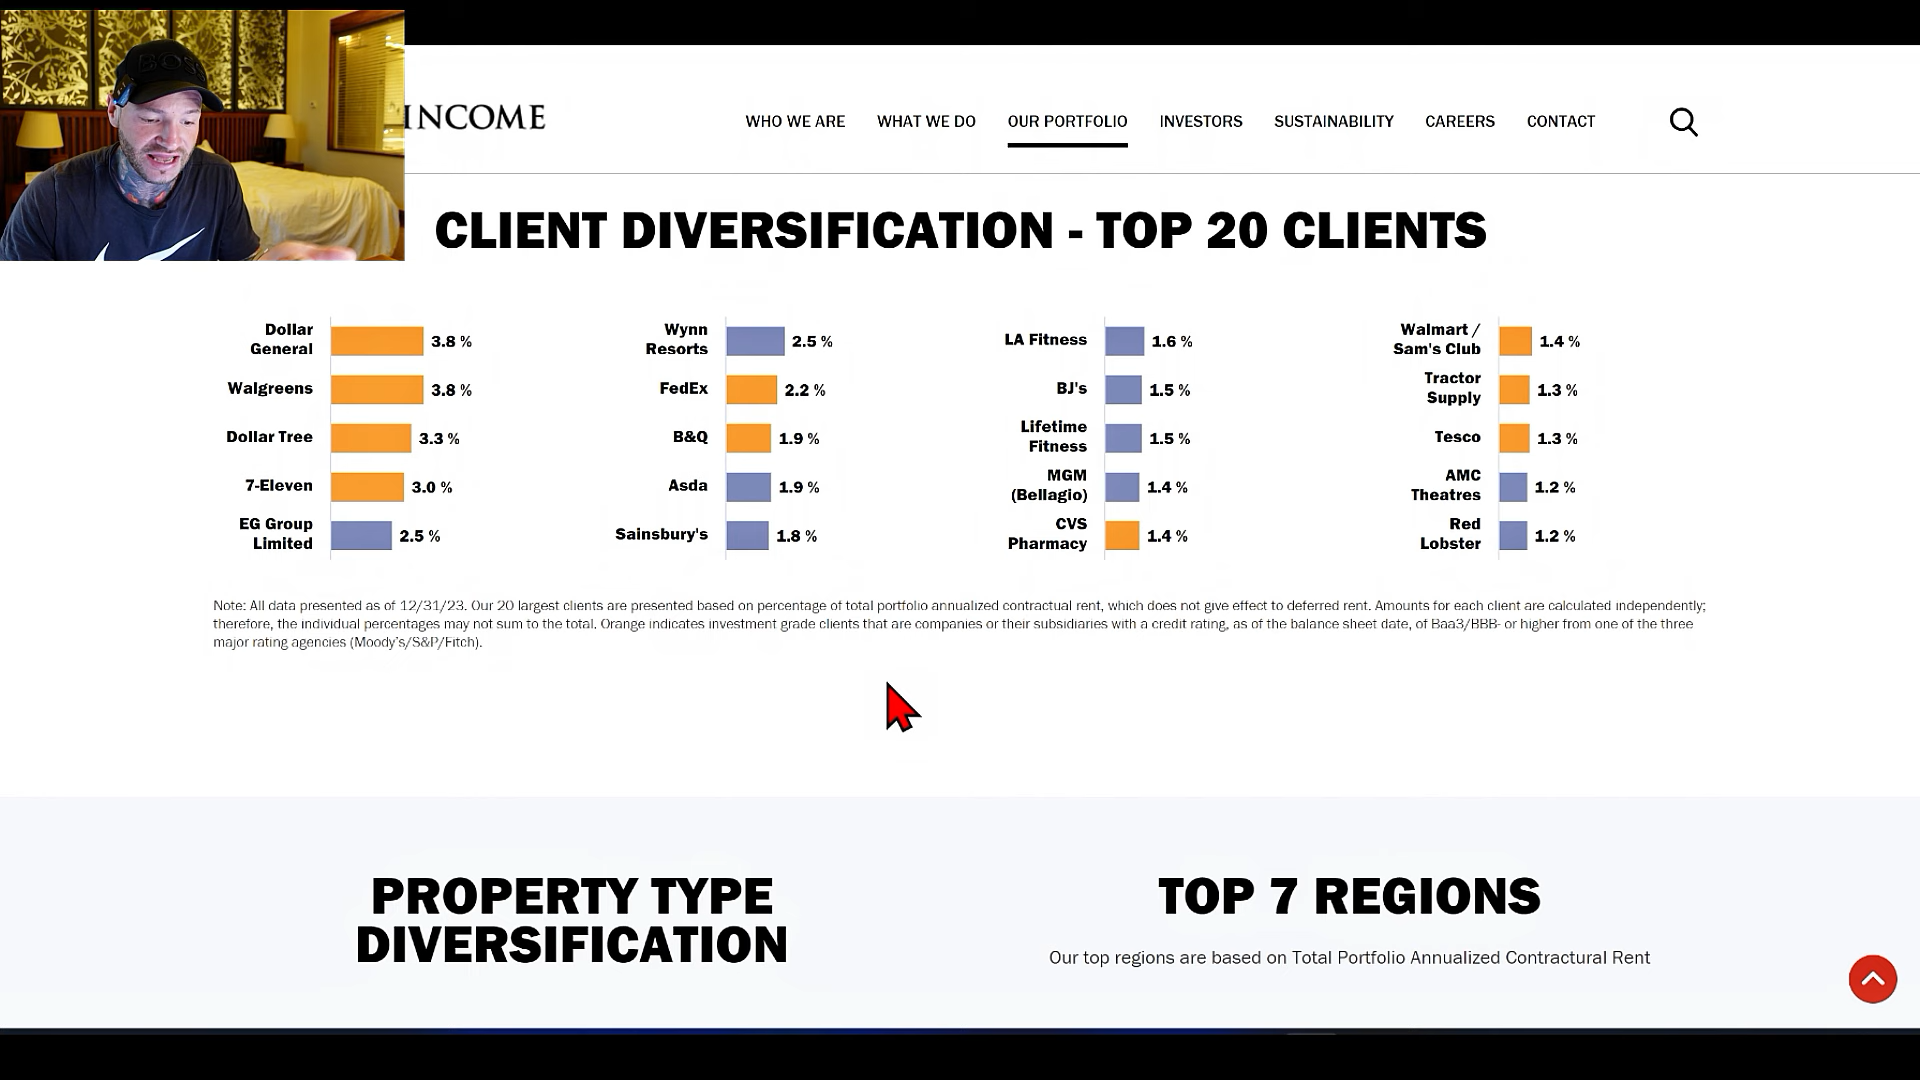 BOSS
INCOME
WHO WE ARE
WHAT WE DO
OUR PORTFOLIO
INVESTORS
SUSTAINABILITY
CAREERS
CONTACT
CLIENT DIVERSIFICATION - TOP 20 CLIENTS
Dollar
General
3.8 %
Walgreens
3.8 %
Dollar Tree
3.3 %
7-Eleven
3.0 %
EG Group
Limited
2.5 %
Wynn
Resorts
2.5 %
FedEx
2.2 %
B&Q
1.9 %
Asda
1.9 %
Sainsbury's
1.8 %
LA Fitness
1.6 %
BJ's
1.5 %
Lifetime
Fitness
1.5 %
MGM
(Bellagio)
1.4 %
CVS
Pharmacy
1.4 %
Walmart /
Sam's Club
1.4 %
Tractor
Supply
1.3 %
Tesco
1.3 %
AMC
Theatres
1.2 %
Red
Lobster
1.2 %
Note: All data presented as of 12/31/23. Our 20 largest clients are presented based on percentage of total portfolio annualized contractual rent, which does not give effect to deferred rent. Amounts for each client are calculated independently;
therefore, the individual percentages may not sum to the total. Orange indicates investment grade clients that are companies or their subsidiaries with a credit rating, as of the balance sheet date, of Baa3/BBB- or higher from one of the three
major rating agencies (Moody's/S&P/Fitch).
PROPERTY TYPE
DIVERSIFICATION
TOP 7 REGIONS
Our top regions are based on Total Portfolio Annualized Contractural Rent